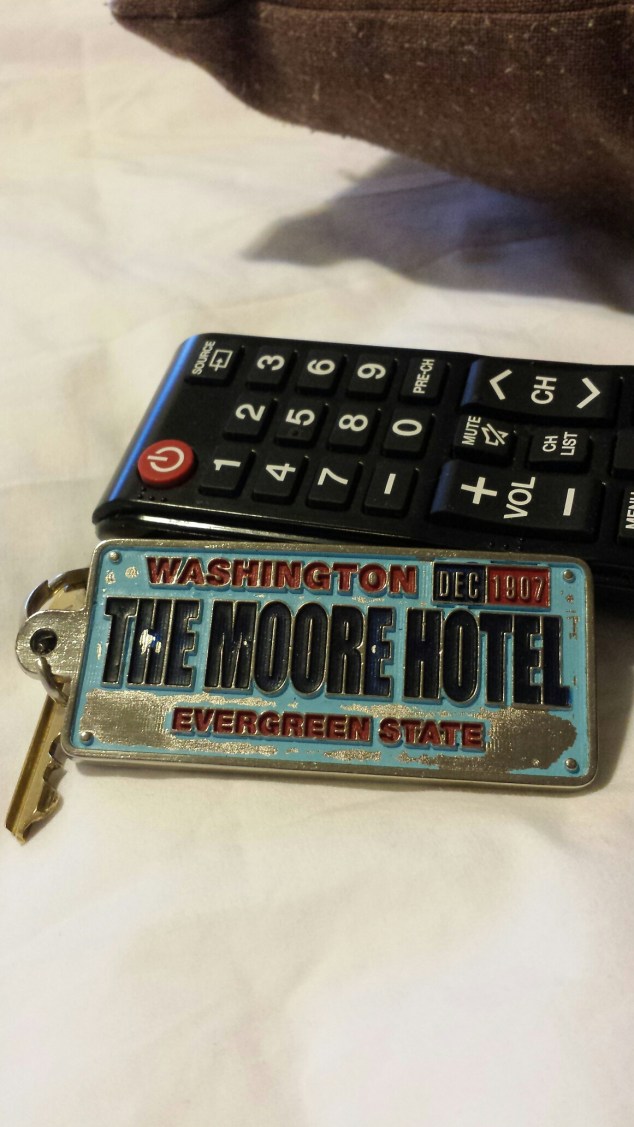 SOURCE
3 6 9 PRE-CH
2 5 8 0
1 4 7 -
CH
MUTE
CH LIST
+ VOL -
WASHINGTON DEC 1907
THE MOORE HOTEL
EVERGREEN STATE